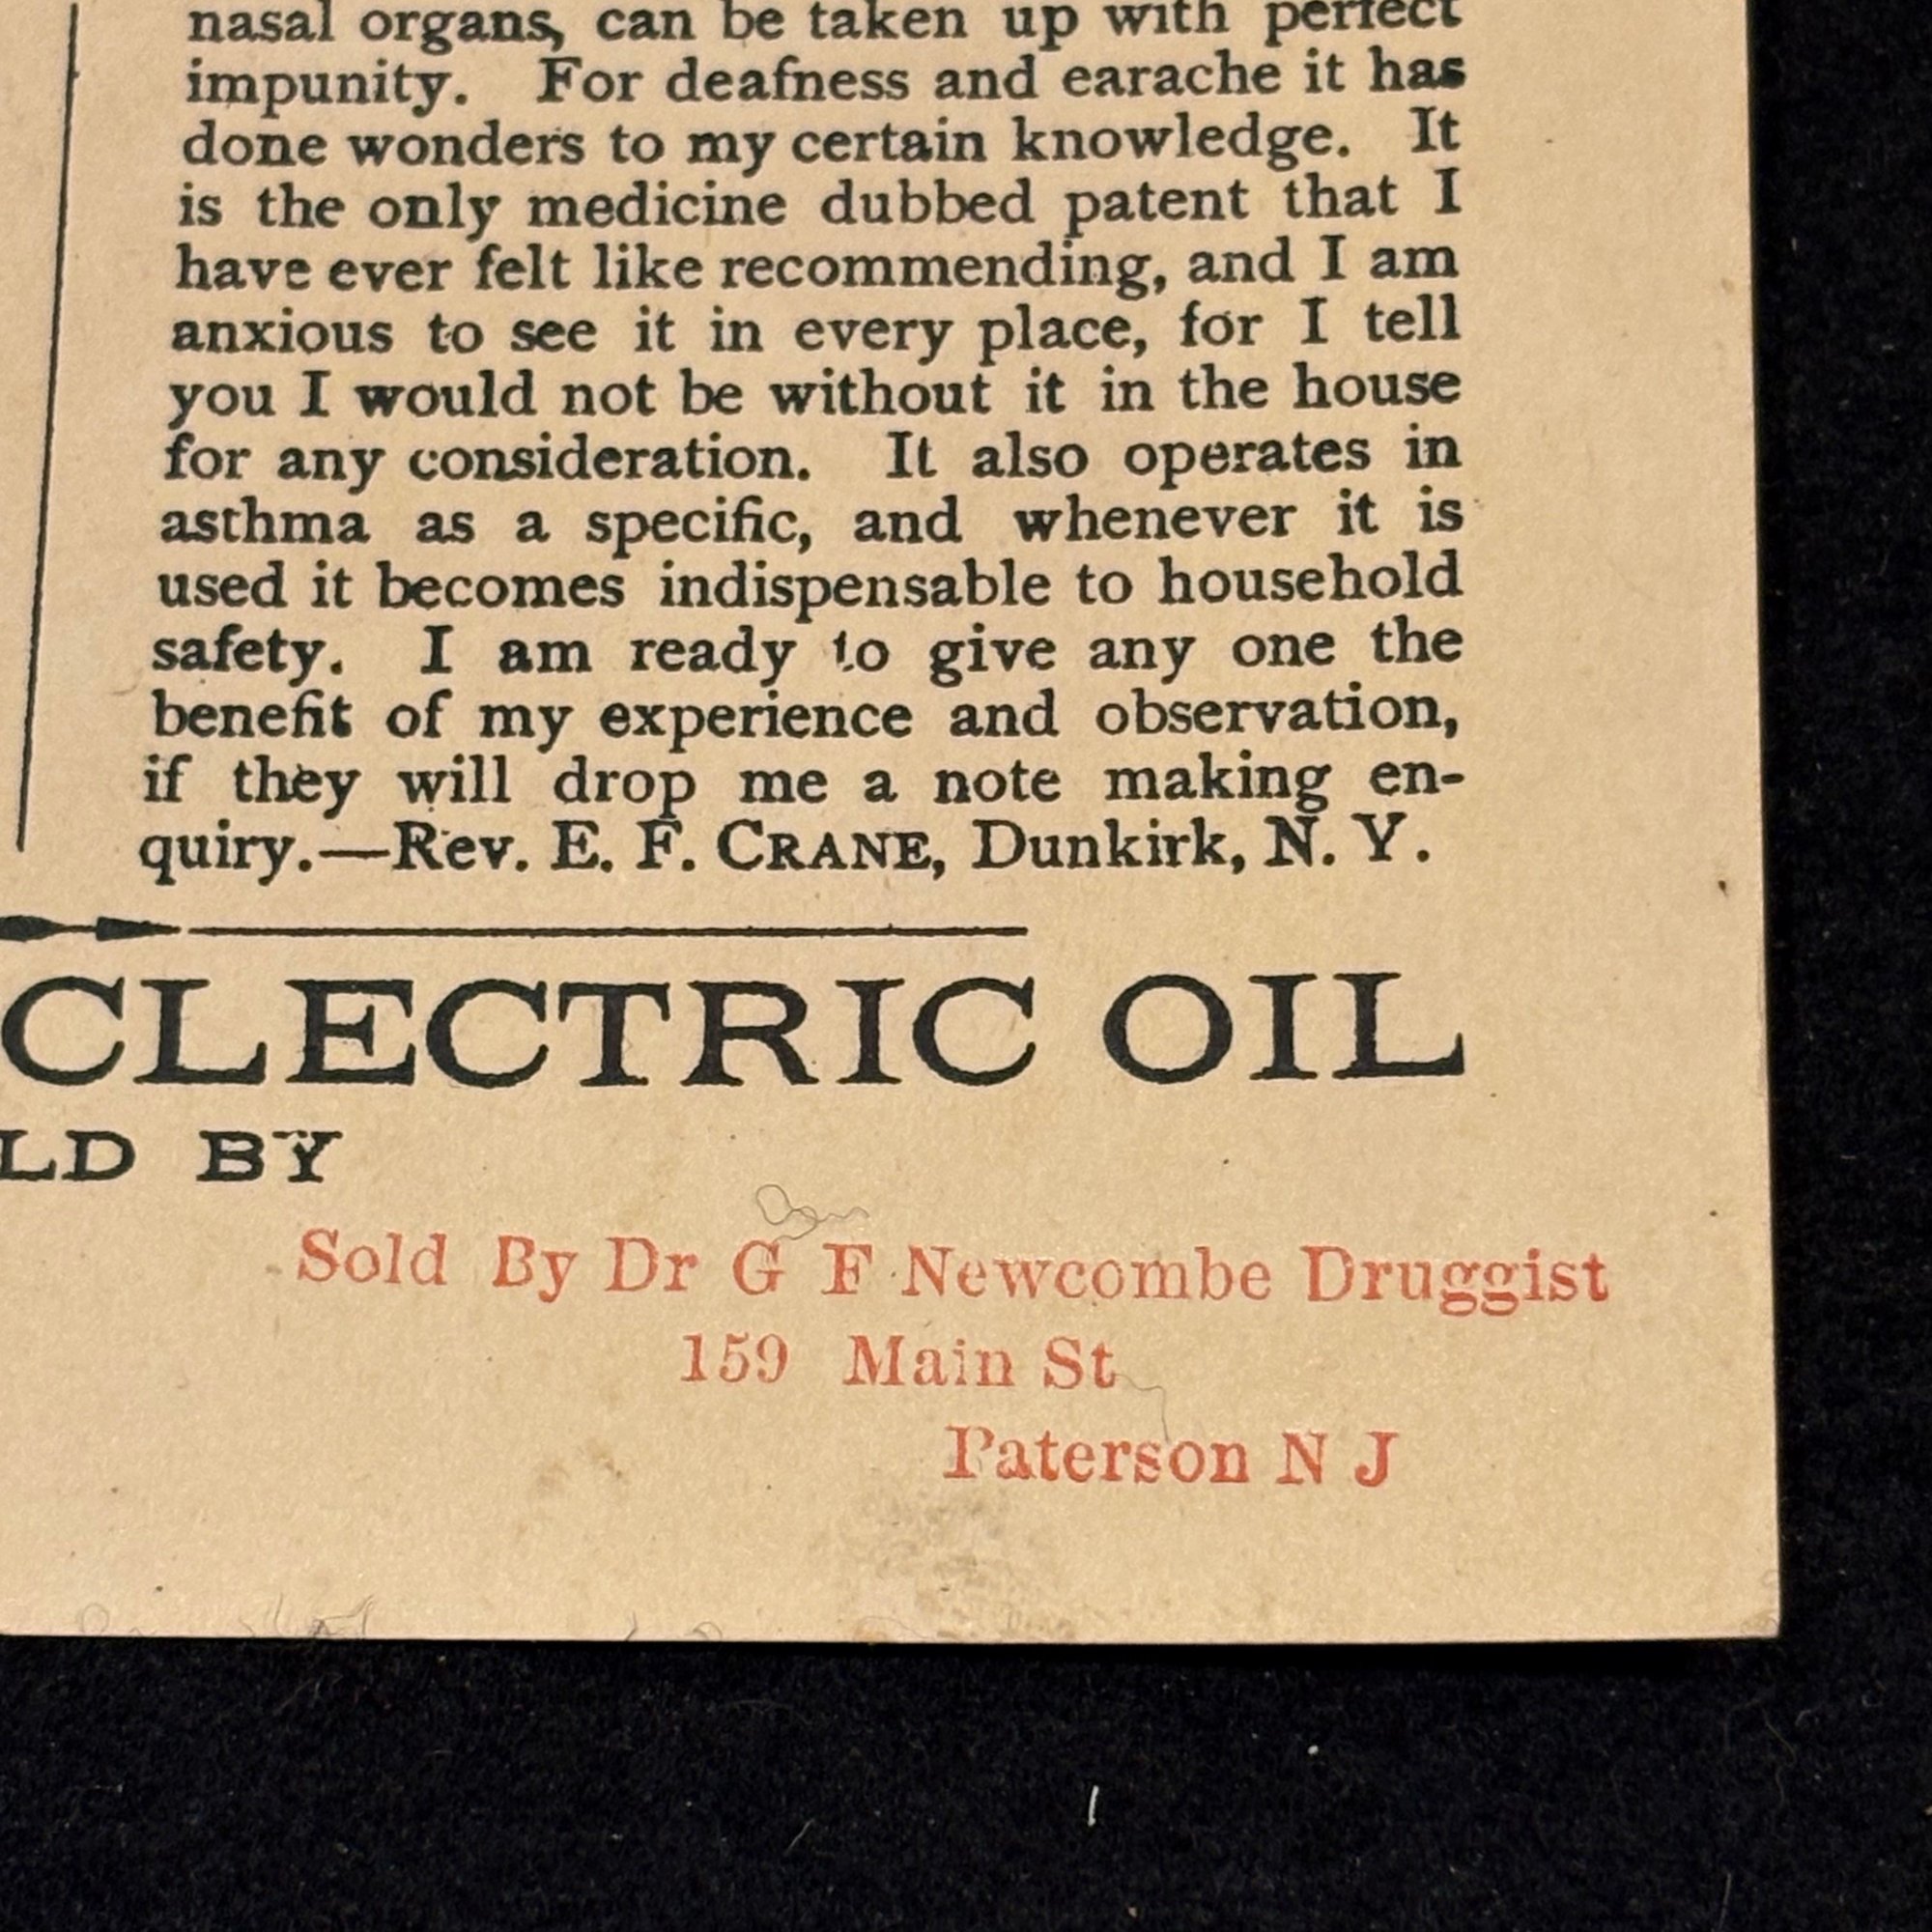 nasal organs, can be taken up with perfect
impunity. For deafness and earache it has
done wonders to my certain knowledge. It
is the only medicine dubbed patent that I
have ever felt like recommending, and I am
anxious to see it in every place, for I tell
you I would not be without it in the house
for any consideration. It also operates in
asthma as a specific, and whenever it is
used it becomes indispensable to household
safety. I am ready to give any one the
benefit of my experience and observation,
if they will drop me a note making en-
quiry.—Rev. E. F. CRANE, Dunkirk, N. Y.
CLECTRIC OIL
LD BY
Sold By Dr G F Newcombe Druggist
159 Main St
Paterson N J